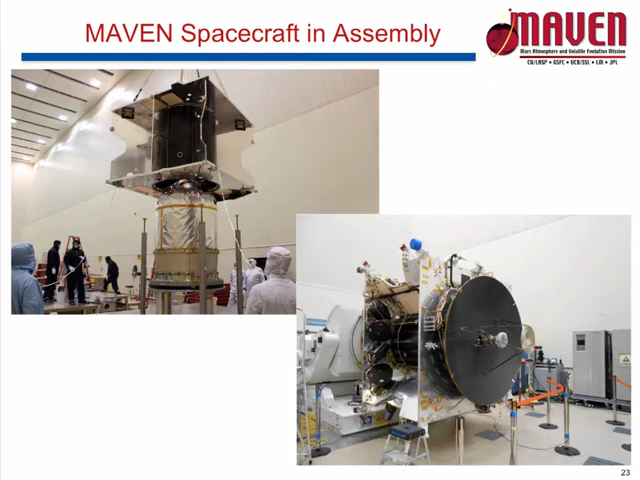 MAVEN Spacecraft in Assembly
MAVEN
Mars Atmosphere and Volatile Evolution Mission
CU/LASP • GSFC • UCB/SSL • LM • JPL
23